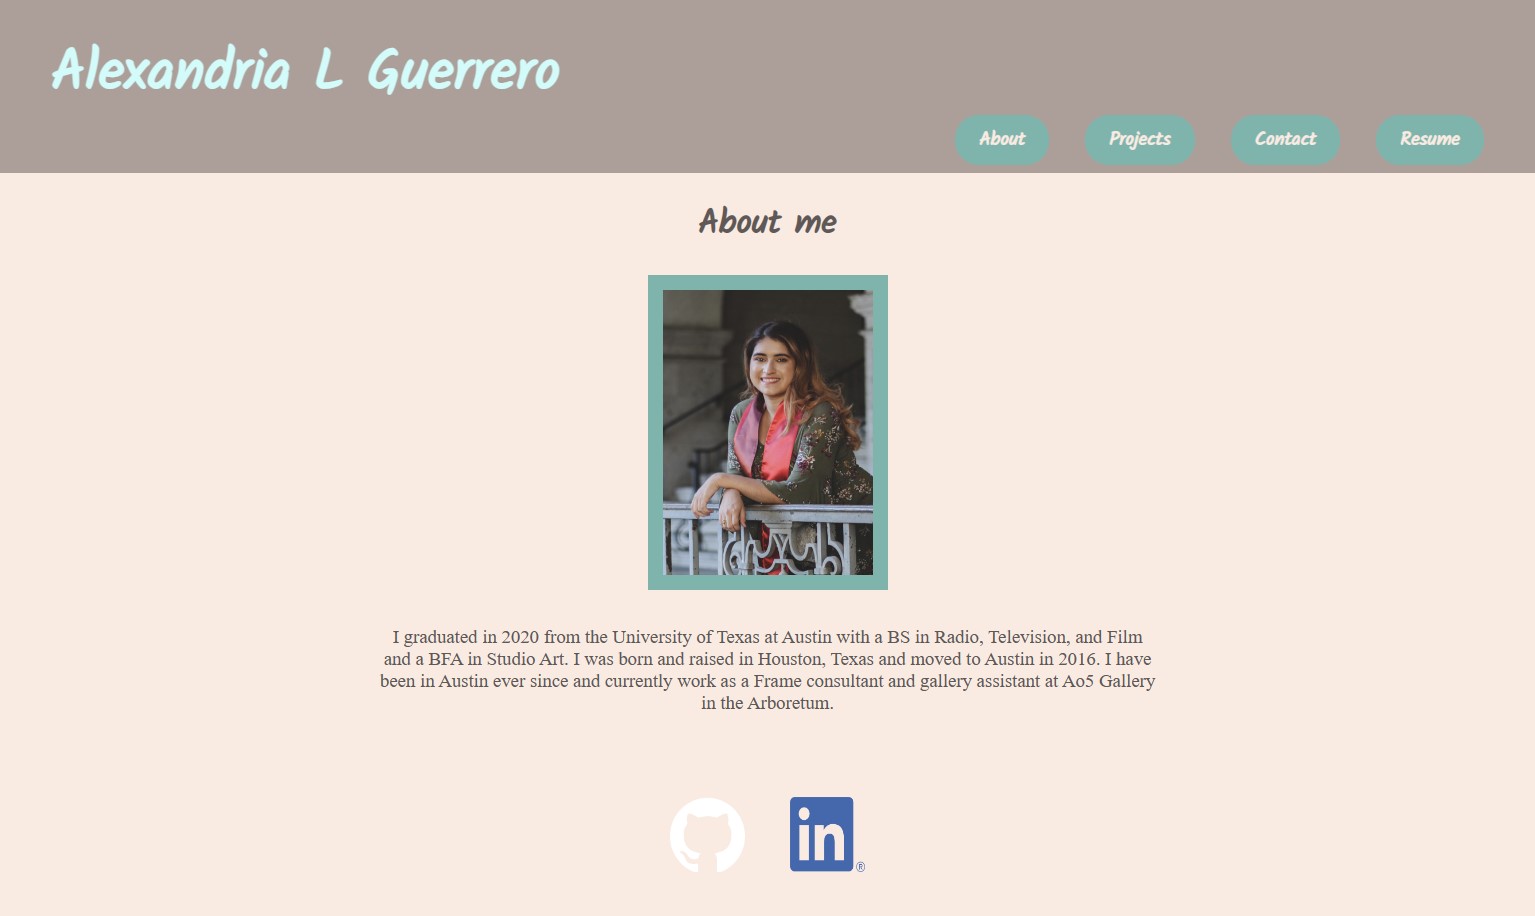 Alexandria L Guerrero
About
Projects
Contact
Resume
About me
I graduated in 2020 from the University of Texas at Austin with a BS in Radio, Television, and Film
and a BFA in Studio Art. I was born and raised in Houston, Texas and moved to Austin in 2016. I have
been in Austin ever since and currently work as a Frame consultant and gallery assistant at Ao5 Gallery
in the Arboretum.
in ®